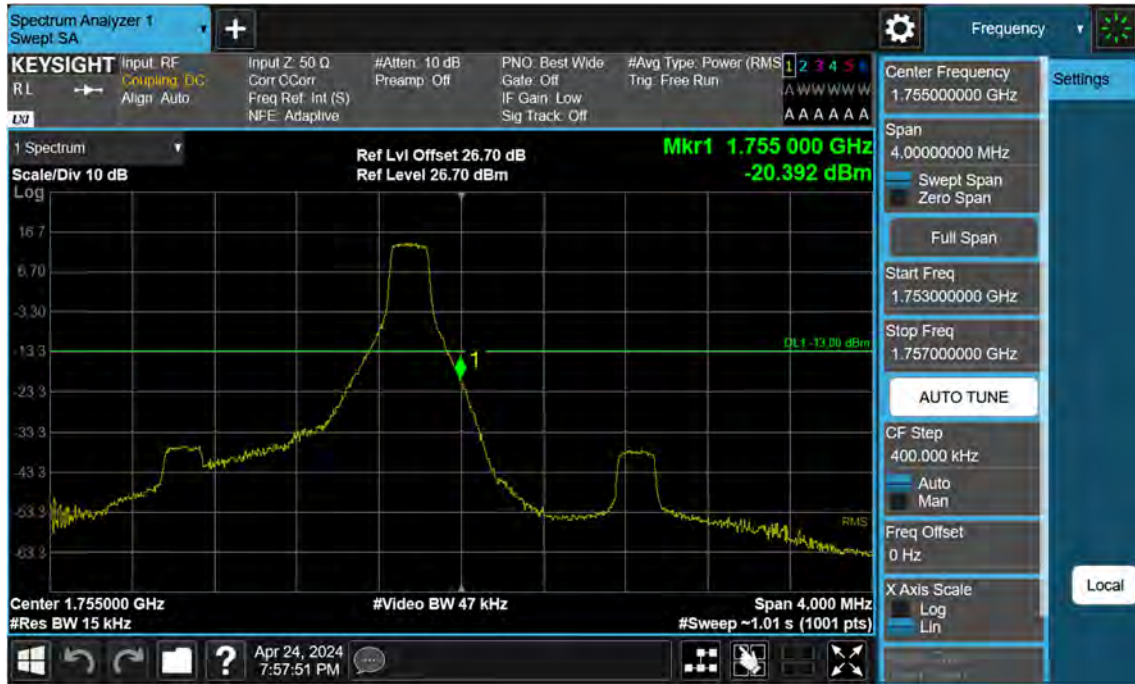 Spectrum Analyzer 1
Swept SA
Frequency
KEYSIGHT
RL
LXI
Input: RF
Coupling: DC
Align: Auto
Input Z: 50 Ω
Corr CCorr
Freq Ref: Int (S)
NFE: Adaptive
#Atten: 10 dB
Preamp: Off
PNO: Best Wide
Gate: Off
IF Gain: Low
Sig Track: Off
#Avg Type: Power (RMS
Trig: Free Run
1 2 3 4 5 6
A W W W W W
A A A A A A
1 Spectrum
Scale/Div 10 dB
Ref Lvl Offset 26.70 dB
Ref Level 26.70 dBm
Mkr1 1.755 000 GHz
-20.392 dBm
Log
16.7
6.70
-3.30
-13.3
-23.3
-33.3
-43.3
-53.3
-63.3
DL1 -13.00 dBm
1
RMS
Center 1.755000 GHz
#Res BW 15 kHz
#Video BW 47 kHz
Span 4.000 MHz
#Sweep ~1.01 s (1001 pts)
Center Frequency
1.755000000 GHz
Span
4.00000000 MHz
Swept Span
Zero Span
Full Span
Start Freq
1.753000000 GHz
Stop Freq
1.757000000 GHz
AUTO TUNE
CF Step
400.000 kHz
Auto
Man
Freq Offset
0 Hz
X Axis Scale
Log
Lin
Settings
Local
?
Apr 24, 2024
7:57:51 PM